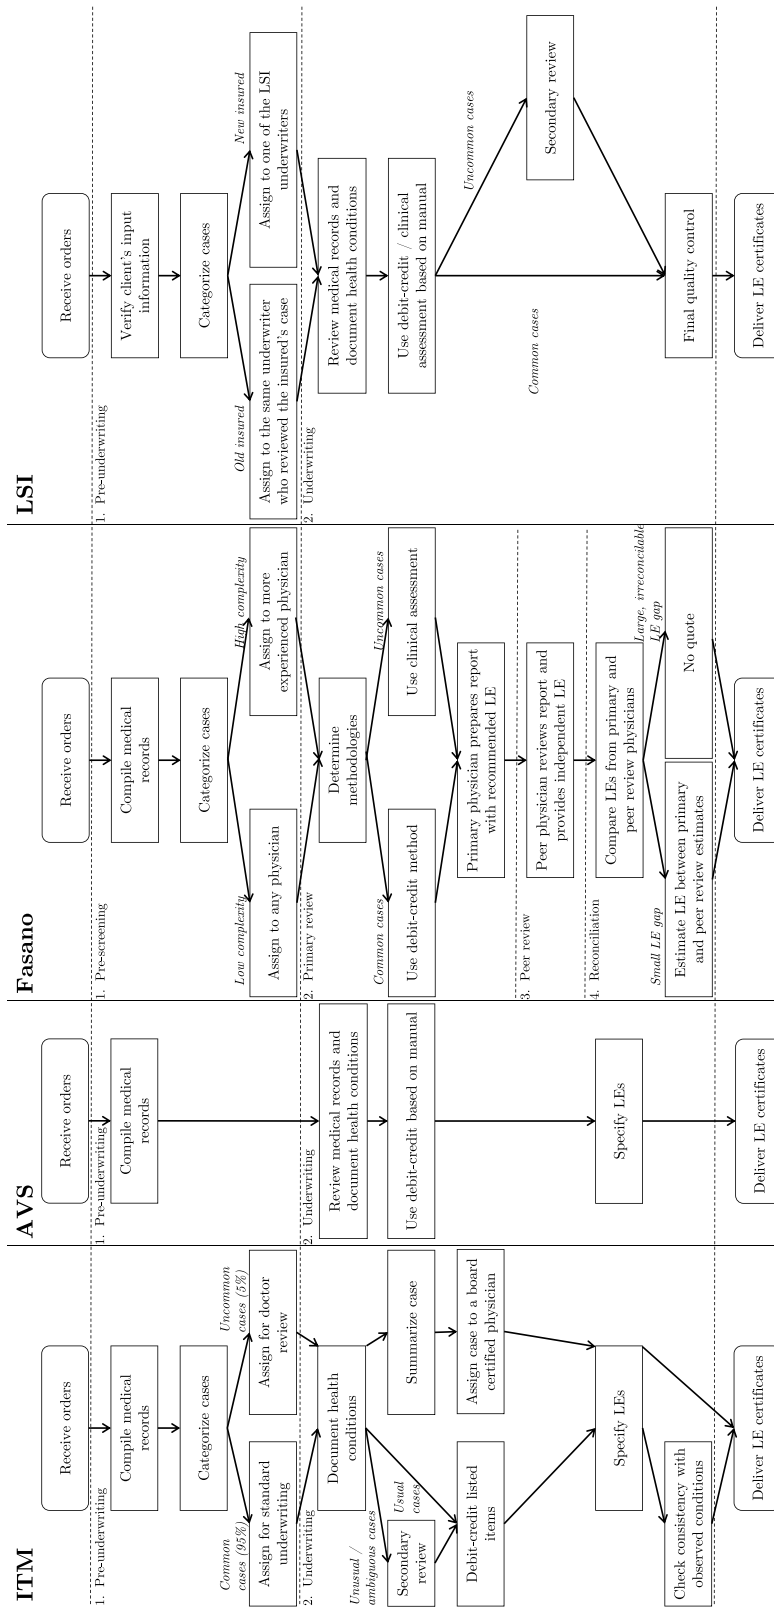 ITM
Receive orders
1. Pre-underwriting
Compile medical
records
Categorize cases
Common
cases (95%)
Uncommon
cases (5%)
Assign for standard
underwriting
Assign for doctor
review
2. Underwriting
Document health
conditions
Unusual /
ambiguous cases
Usual
cases
Secondary
review
Summarize case
Debit-credit listed
items
Assign case to a board
certified physician
Specify LEs
Check consistency with
observed conditions
Deliver LE certificates
AVS
Receive orders
1. Pre-underwriting
Compile medical
records
2. Underwriting
Review medical records and
document health conditions
Use debit-credit based on manual
Specify LEs
Deliver LE certificates
Fasano
Receive orders
1. Pre-screening
Compile medical
records
Categorize cases
Low complexity
High complexity
Assign to any physician
Assign to more
experienced physician
2. Primary review
Determine
methodologies
Common cases
Uncommon cases
Use debit-credit method
Use clinical assessment
Primary physician prepares report
with recommended LE
3. Peer review
Peer physician reviews report and
provides independent LE
4. Reconciliation
Compare LEs from primary and
peer review physicians
Small LE gap
Large, irreconcilable
LE gap
Estimate LE between primary
and peer review estimates
No quote
Deliver LE certificates
LSI
Receive orders
1. Pre-underwriting
Verify client's input
information
Categorize cases
Old insured
New insured
Assign to the same underwriter
who reviewed the insured's case
Assign to one of the LSI
underwriters
2. Underwriting
Review medical records and
document health conditions
Use debit-credit / clinical
assessment based on manual
Uncommon cases
Common cases
Secondary review
Final quality control
Deliver LE certificates